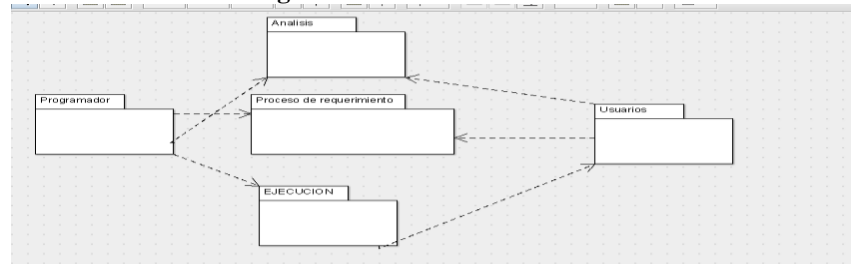 Analisis
Programador
Proceso de requerimiento
Usuarios
EJECUCION